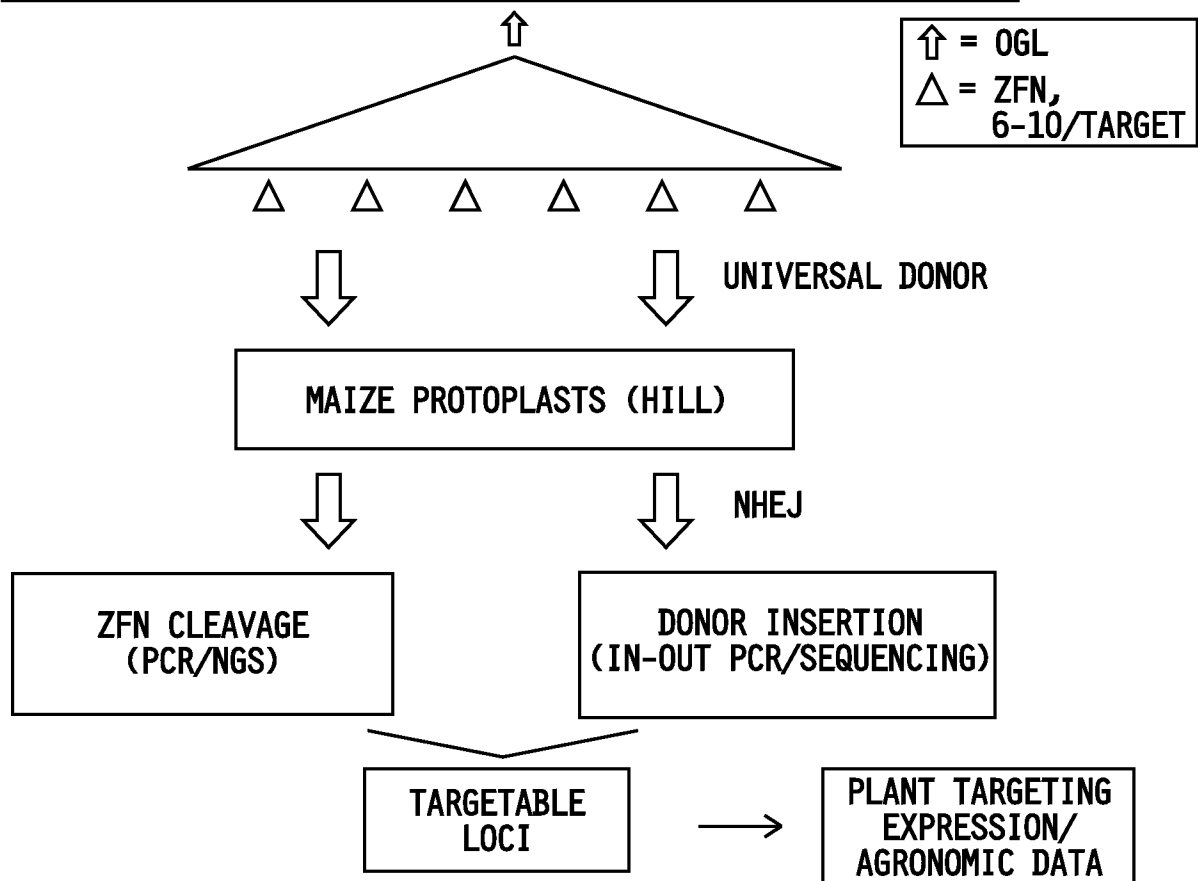 ⇧ = OGL
△ = ZFN,
6-10/TARGET
UNIVERSAL DONOR
MAIZE PROTOPLASTS (HILL)
NHEJ
ZFN CLEAVAGE
(PCR/NGS)
DONOR INSERTION
(IN-OUT PCR/SEQUENCING)
TARGETABLE
LOCI
PLANT TARGETING
EXPRESSION/
AGRONOMIC DATA